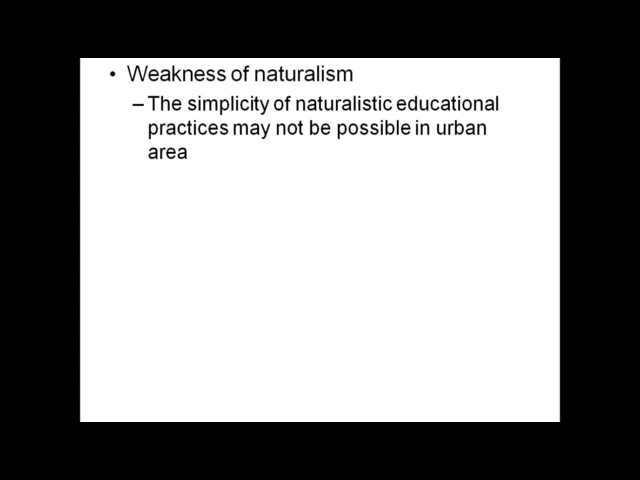 • Weakness of naturalism
– The simplicity of naturalistic educational
practices may not be possible in urban
area